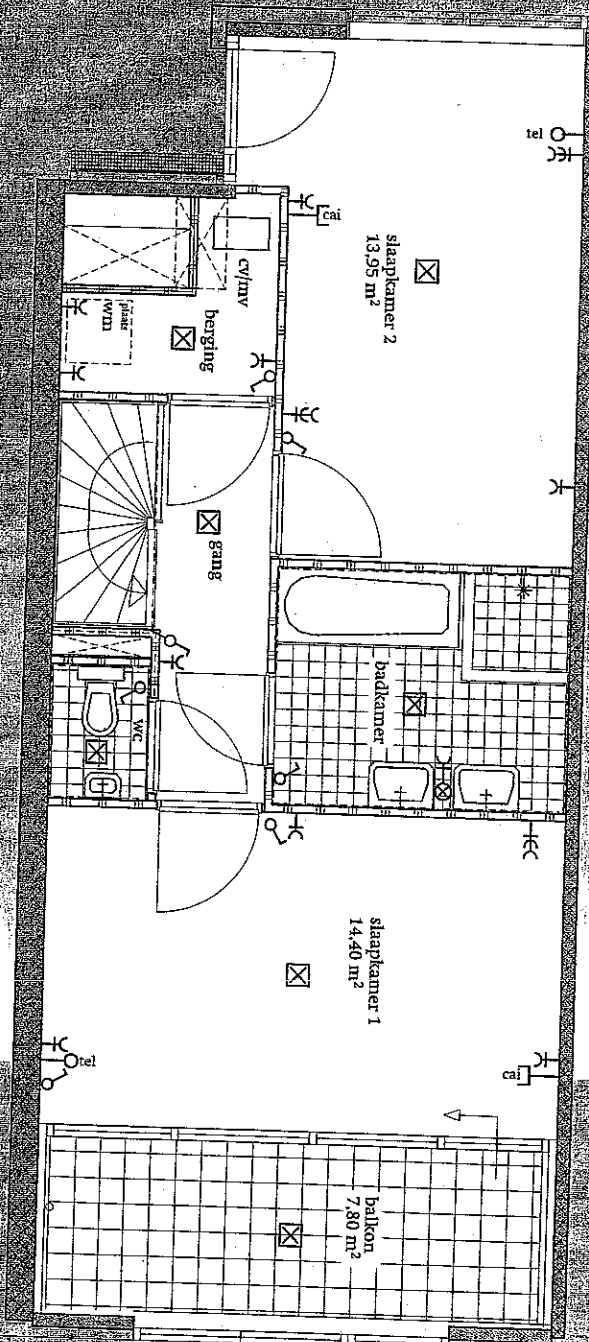 tel
slaapkamer 2
13,95 m²
cai
cv/mv
berging
plaats
wm
gang
badkamer
wc
slaapkamer 1
14,40 m²
tel
cai
balkon
7,80 m²